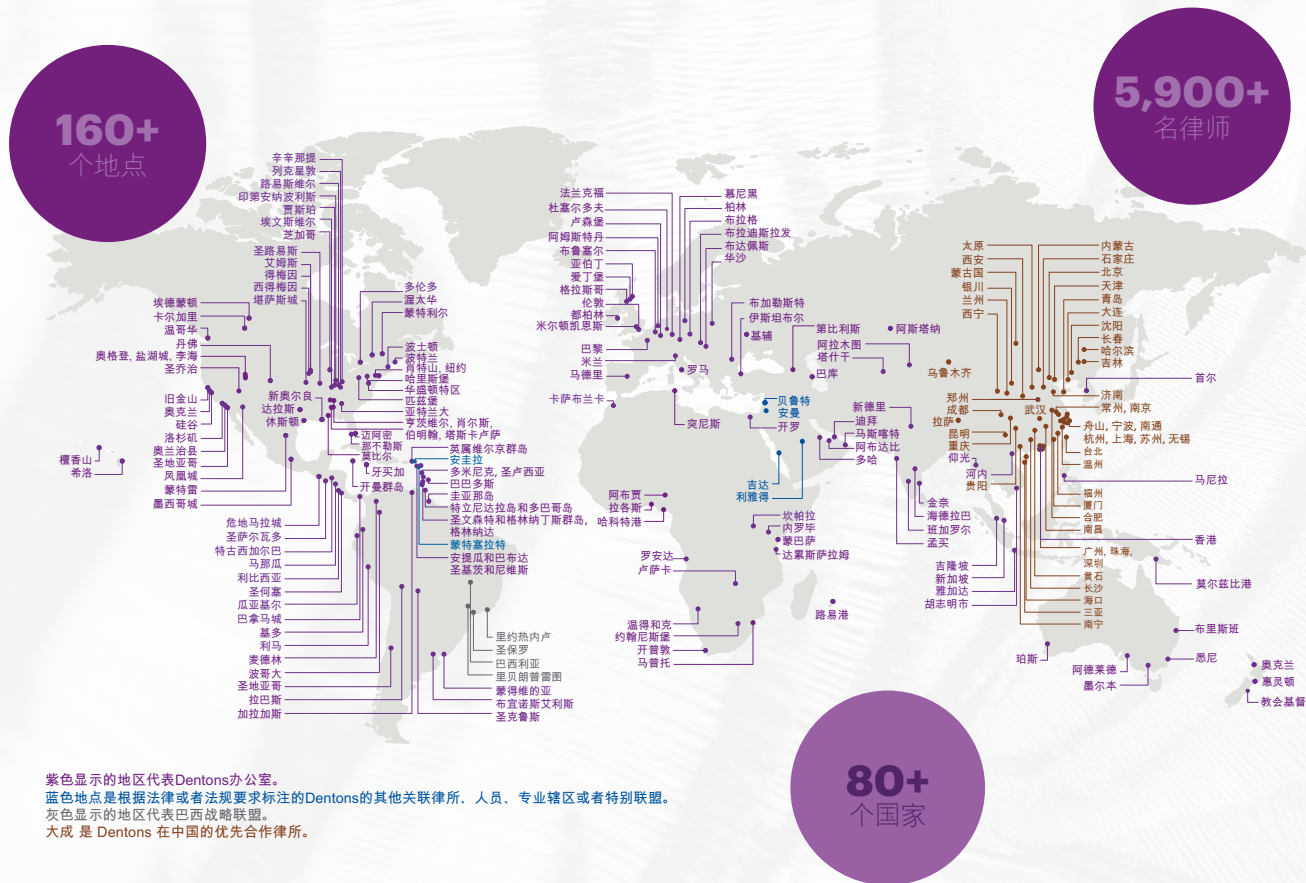 160+
个地点
5,900+
名律师
辛辛那提
列克星敦
路易斯维尔
印第安纳波利斯
贾斯珀
埃文斯维尔
芝加哥
圣路易斯
艾姆斯
得梅因
西得梅因
堪萨斯城
埃德蒙顿
卡尔加里
温哥华
丹佛
奥格登, 盐湖城, 李海
圣乔治
旧金山
奥克兰
硅谷
洛杉矶
奥兰治县
圣地亚哥
凤凰城
蒙特雷
墨西哥城
檀香山
希洛
新奥尔良
达拉斯
休斯顿
多伦多
渥太华
蒙特利尔
波士顿
波特兰
肖特山, 纽约
哈里斯堡
华盛顿特区
匹兹堡
亚特兰大
亨茨维尔, 肖尔斯,
伯明翰, 塔斯卡卢萨
迈阿密
那不勒斯
莫比尔
牙买加
开曼群岛
英属维尔京群岛
安圭拉
多米尼克, 圣卢西亚
巴巴多斯
圭亚那岛
特立尼达拉岛和多巴哥岛
圣文森特和格林纳丁斯群岛,
格林纳达
蒙特塞拉特
安提瓜和巴布达
圣基茨和尼维斯
危地马拉城
圣萨尔瓦多
特古西加尔巴
马那瓜
利比西亚
圣何塞
瓜亚基尔
巴拿马城
基多
利马
麦德林
波哥大
圣地亚哥
拉巴斯
加拉加斯
里约热内卢
圣保罗
巴西利亚
里贝朗普雷图
蒙得维的亚
布宜诺斯艾利斯
圣克鲁斯
法兰克福
杜塞尔多夫
卢森堡
阿姆斯特丹
布鲁塞尔
亚伯丁
爱丁堡
格拉斯哥
伦敦
都柏林
米尔顿凯恩斯
巴黎
米兰
马德里
卡萨布兰卡
慕尼黑
柏林
布拉格
布拉迪斯拉发
布达佩斯
华沙
布加勒斯特
伊斯坦布尔
基辅
罗马
突尼斯
第比利斯
阿拉木图
塔什干
巴库
阿斯塔纳
贝鲁特
安曼
开罗
吉达
利雅得
新德里
迪拜
马斯喀特
阿布达比
多哈
阿布贾
拉各斯
哈科特港
坎帕拉
内罗毕
蒙巴萨
达累斯萨拉姆
罗安达
卢萨卡
路易港
温得和克
约翰尼斯堡
开普敦
马普托
金奈
海德拉巴
班加罗尔
孟买
太原
西安
蒙古国
银川
兰州
西宁
乌鲁木齐
郑州
成都
拉萨
昆明
重庆
仰光
河内
贵阳
武汉
内蒙古
石家庄
北京
天津
青岛
大连
沈阳
长春
哈尔滨
吉林
首尔
济南
常州, 南京
舟山, 宁波, 南通
杭州, 上海, 苏州, 无锡
台北
温州
马尼拉
福州
厦门
合肥
南昌
香港
广州, 珠海,
深圳
黄石
长沙
海口
三亚
南宁
吉隆坡
新加坡
雅加达
胡志明市
莫尔兹比港
布里斯班
珀斯
阿德莱德
墨尔本
悉尼
奥克兰
惠灵顿
教会基督
紫色显示的地区代表Dentons办公室。
蓝色地点是根据法律或者法规要求标注的Dentons的其他关联律所、人员、专业辖区或者特别联盟。
灰色显示的地区代表巴西战略联盟。
大成 是 Dentons 在中国的优先合作律所。
80+
个国家